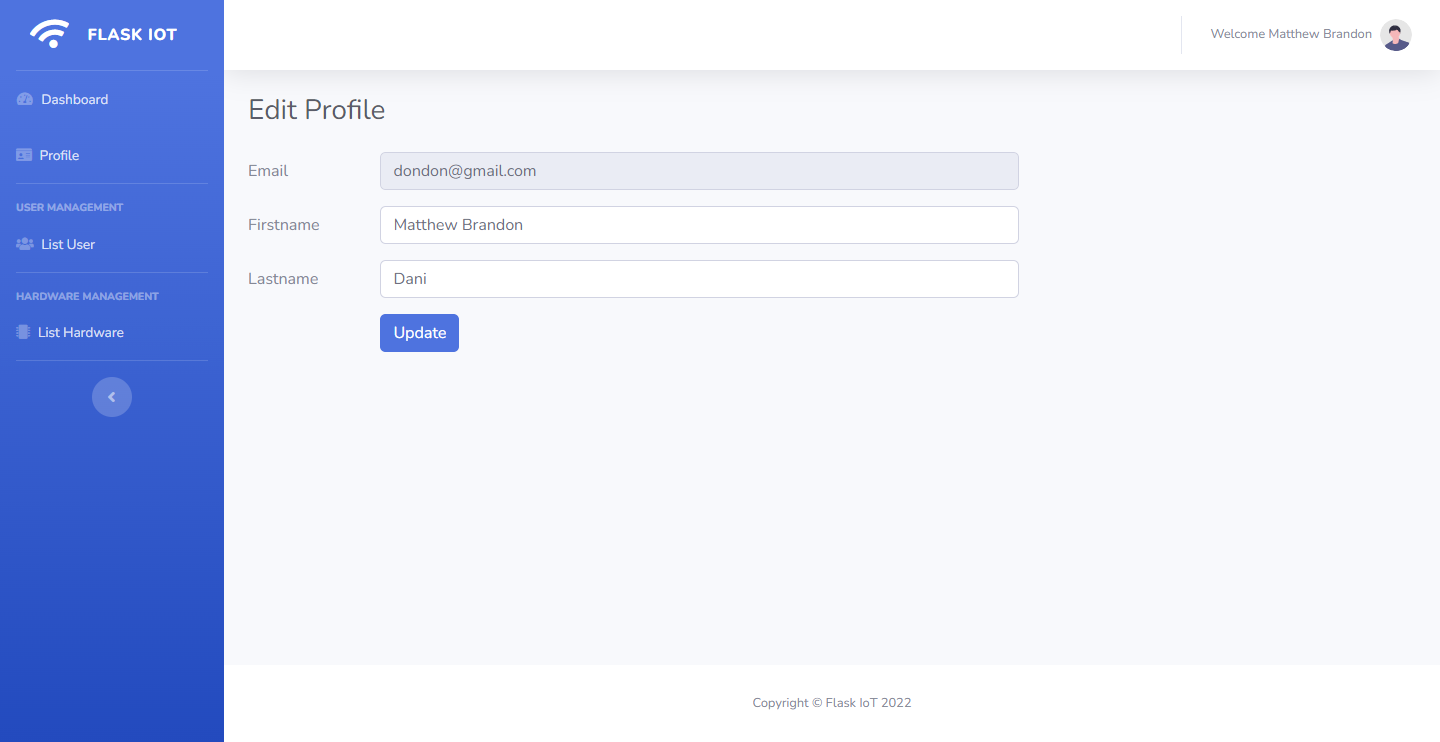 FLASK IOT
Welcome Matthew Brandon
Dashboard
Profile
USER MANAGEMENT
List User
HARDWARE MANAGEMENT
List Hardware
Edit Profile
Email dondon@gmail.com
Firstname Matthew Brandon
Lastname Dani
Update
Copyright © Flask IoT 2022